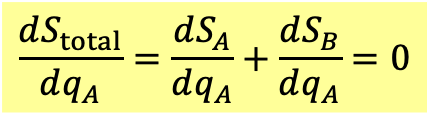 dS_total/dq_A = dS_A/dq_A + dS_B/dq_A = 0